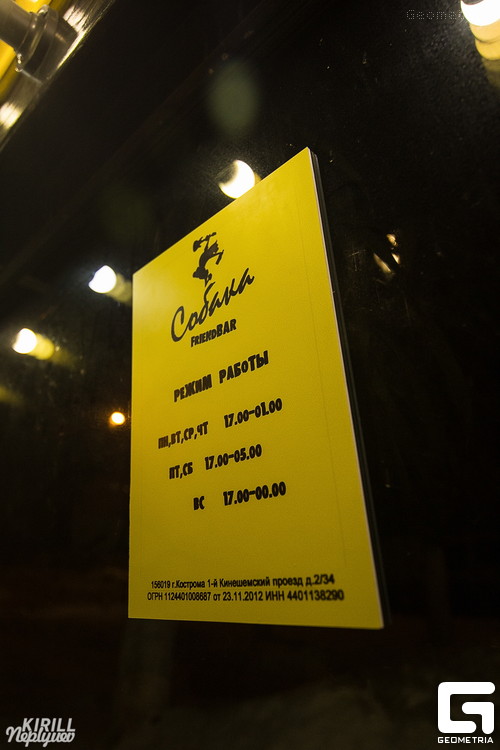 Собака
FRIENDBAR
РЕЖИМ РАБОТЫ
ПН,ВТ,СР,ЧТ 17.00-01.00
ПТ,СБ 17.00-05.00
ВС 17.00-00.00
156019 г.Кострома 1-й Кинешемский проезд д.2/34
ОГРН 1124401008687 от 23.11.2012 ИНН 4401138290
KIRILL
GEOMETRIA